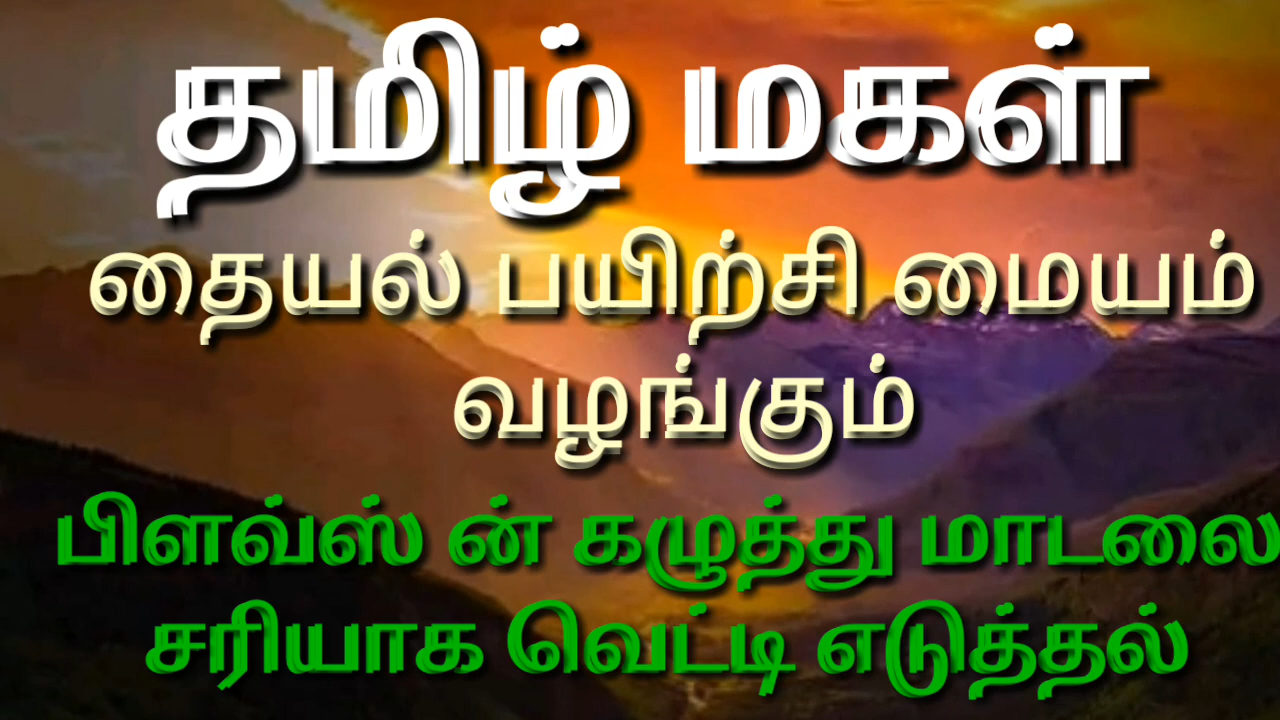 தமிழ் மகள்
தையல் பயிற்சி மையம்
வழங்கும்
பிளவ்ஸ் ன் கழுத்து மாடலை
சரியாக வெட்டி எடுத்தல்